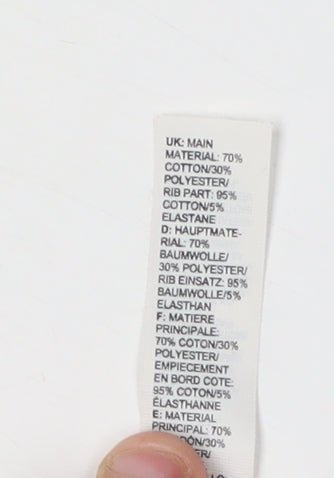 UK: MAIN
MATERIAL: 70%
COTTON/30%
POLYESTER/
RIB PART: 95%
COTTON/5%
ELASTANE
D: HAUPTMATE-
RIAL: 70%
BAUMWOLLE/
30% POLYESTER/
RIB EINSATZ: 95%
BAUMWOLLE/5%
ELASTHAN
F: MATIERE
PRINCIPALE:
70% COTON/30%
POLYESTER/
EMPIECEMENT
EN BORD COTE:
95% COTON/5%
ÉLASTHANNE
E: MATERIAL
PRINCIPAL: 70%